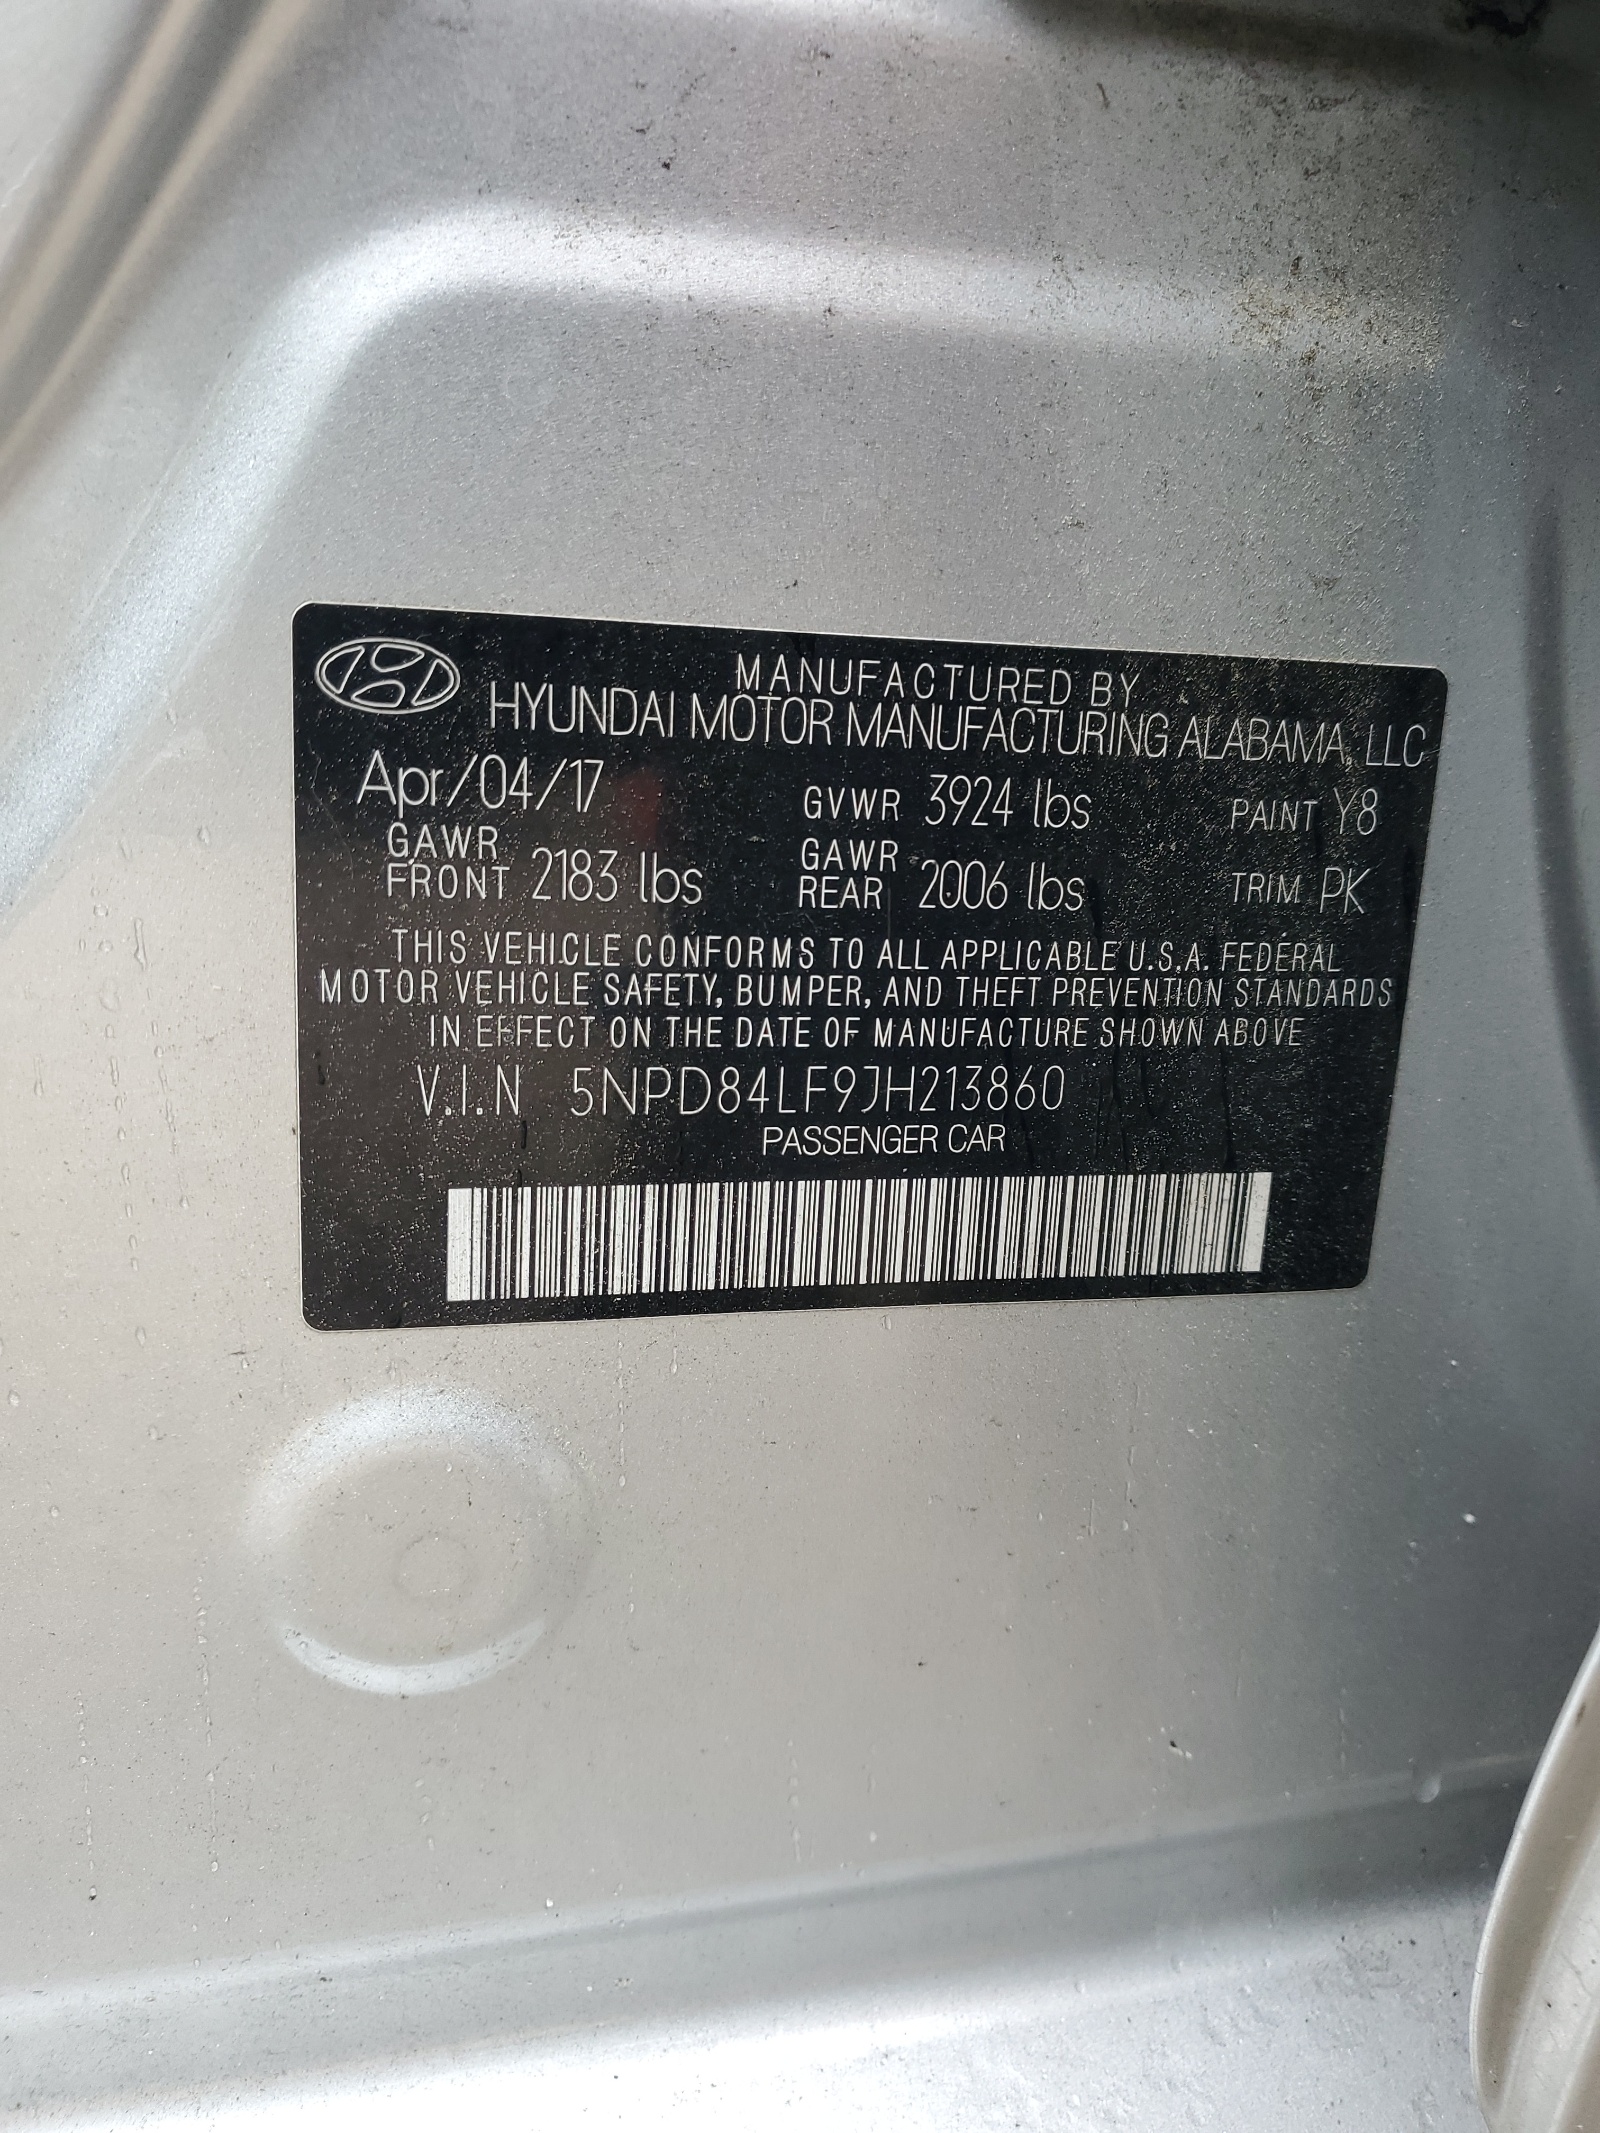 MANUFACTURED BY
HYUNDAI MOTOR MANUFACTURING ALABAMA, LLC
Apr/04/17 GVWR 3924 lbs PAINT Y8
GAWR FRONT 2183 lbs GAWR REAR 2006 lbs TRIM PK
THIS VEHICLE CONFORMS TO ALL APPLICABLE U.S.A. FEDERAL
MOTOR VEHICLE SAFETY, BUMPER, AND THEFT PREVENTION STANDARDS
IN EFFECT ON THE DATE OF MANUFACTURE SHOWN ABOVE
V.I.N 5NPD84LF9JH213860
PASSENGER CAR